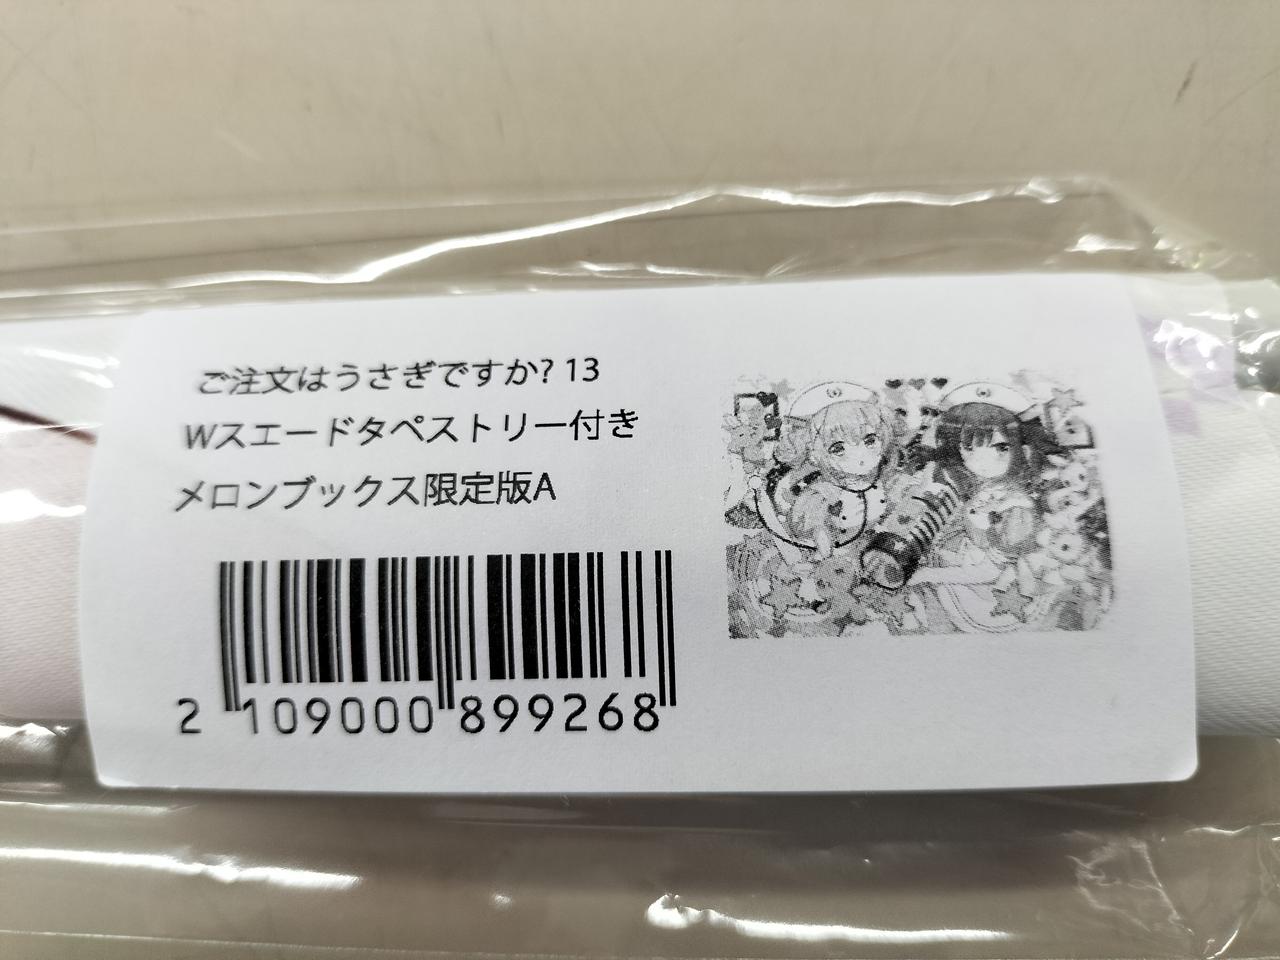 ご注文はうさぎですか? 13
Wスエードタペストリー付き
メロンブックス限定版A
2 109000 899268